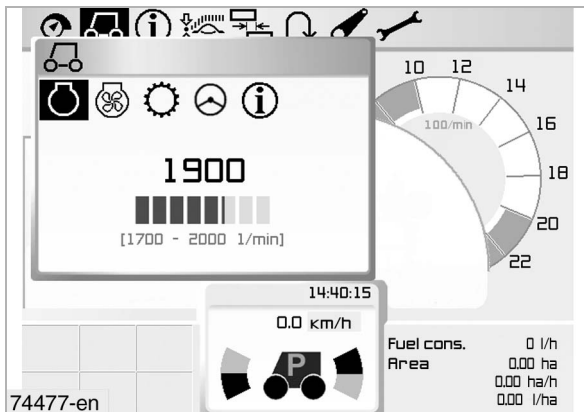 10
12
14
100/min
16
18
20
22
1900
[1700 - 2000 1/min]
14:40:15
0.0 km/h
P
Fuel cons. 0 l/h
Area 0.00 ha
0.00 ha/h
0.00 l/ha
74477-en